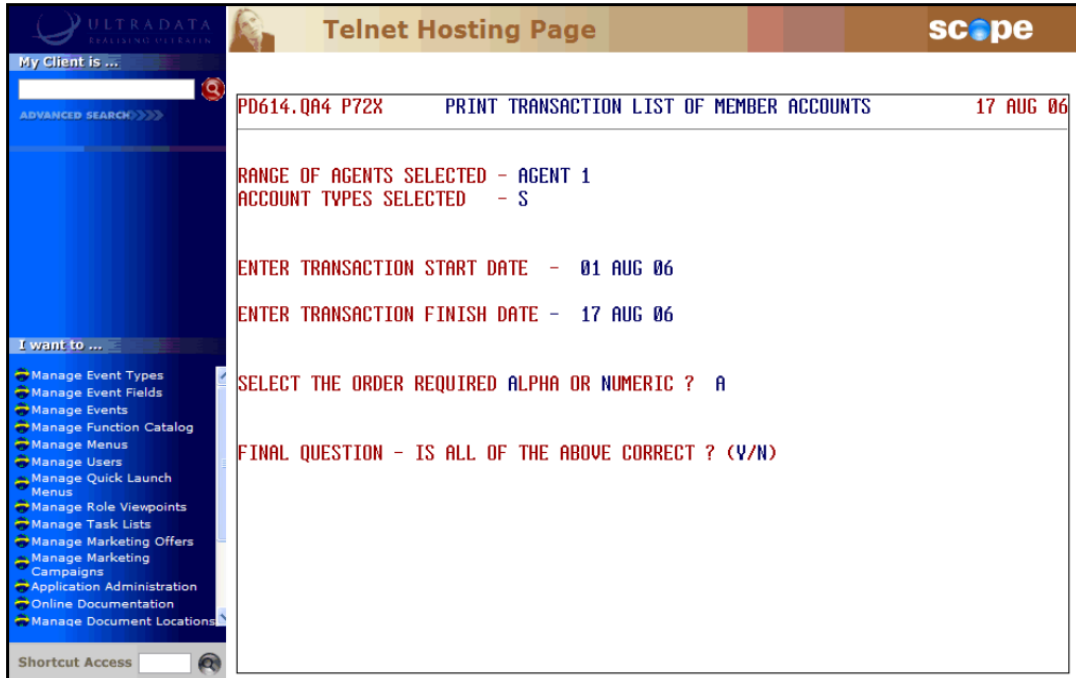 ULTRADATA
Telnet Hosting Page
scope
My Client is ...
ADVANCED SEARCH
PD614.QA4 P72X PRINT TRANSACTION LIST OF MEMBER ACCOUNTS 17 AUG 06
RANGE OF AGENTS SELECTED - AGENT 1
ACCOUNT TYPES SELECTED - S
ENTER TRANSACTION START DATE - 01 AUG 06
ENTER TRANSACTION FINISH DATE - 17 AUG 06
SELECT THE ORDER REQUIRED ALPHA OR NUMERIC ? A
FINAL QUESTION - IS ALL OF THE ABOVE CORRECT ? (Y/N)
I want to ...
Manage Event Types
Manage Event Fields
Manage Events
Manage Function Catalog
Manage Menus
Manage Users
Manage Quick Launch
Menus
Manage Role Viewpoints
Manage Task Lists
Manage Marketing Offers
Manage Marketing
Campaigns
Application Administration
Online Documentation
Manage Document Locations
Shortcut Access